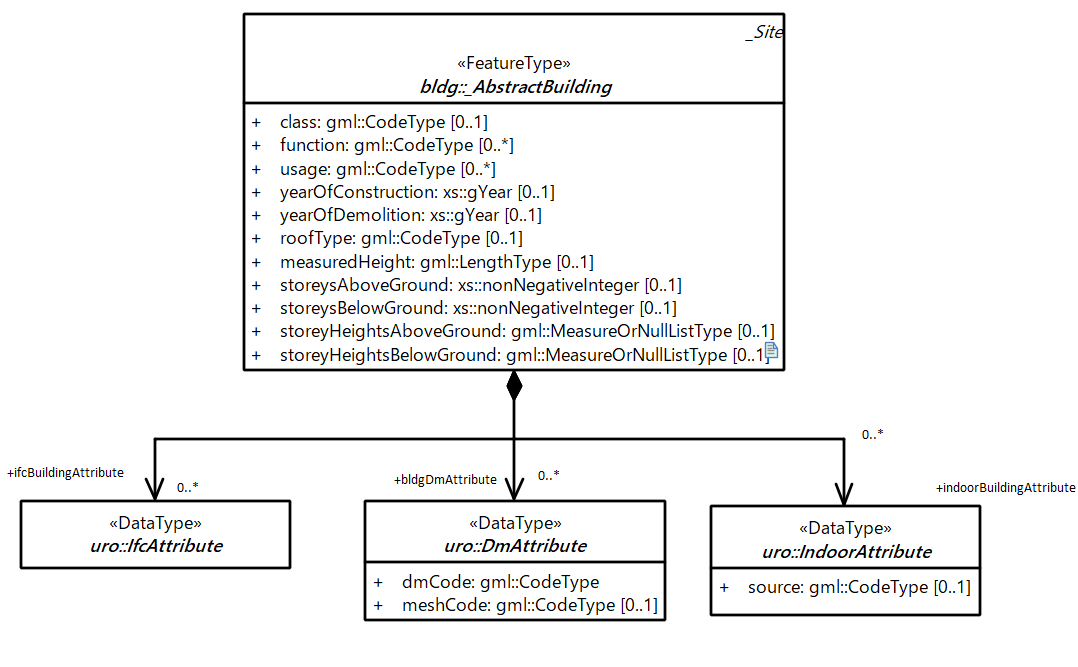 _Site
«FeatureType»
bldg::_AbstractBuilding
+ class: gml::CodeType [0..1]
+ function: gml::CodeType [0..*]
+ usage: gml::CodeType [0..*]
+ yearOfConstruction: xs::gYear [0..1]
+ yearOfDemolition: xs::gYear [0..1]
+ roofType: gml::CodeType [0..1]
+ measuredHeight: gml::LengthType [0..1]
+ storeysAboveGround: xs::nonNegativeInteger [0..1]
+ storeysBelowGround: xs::nonNegativeInteger [0..1]
+ storeyHeightsAboveGround: gml::MeasureOrNullListType [0..1]
+ storeyHeightsBelowGround: gml::MeasureOrNullListType [0..1]
+ifcBuildingAttribute
0..*
«DataType»
uro::IfcAttribute
+bldgDmAttribute
0..*
«DataType»
uro::DmAttribute
+ dmCode: gml::CodeType
+ meshCode: gml::CodeType [0..1]
0..*
+indoorBuildingAttribute
«DataType»
uro::IndoorAttribute
+ source: gml::CodeType [0..1]